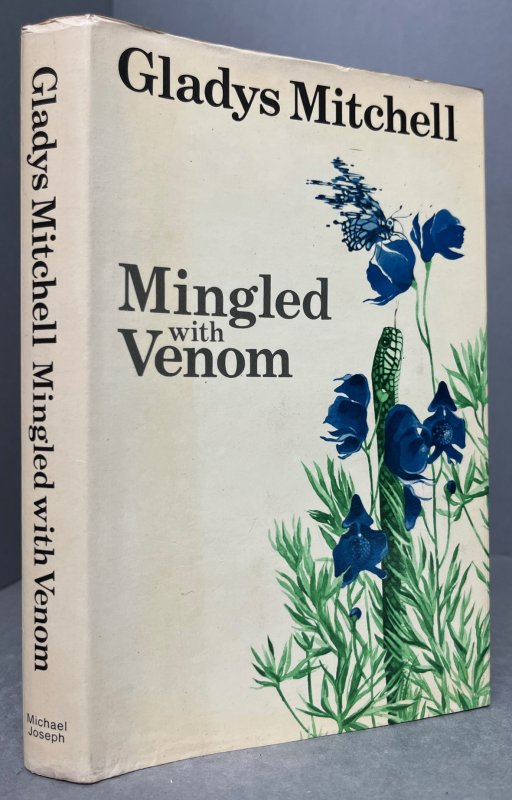 Gladys Mitchell
Mingled
with
Venom
Gladys Mitchell Mingled with Venom
Michael
Joseph